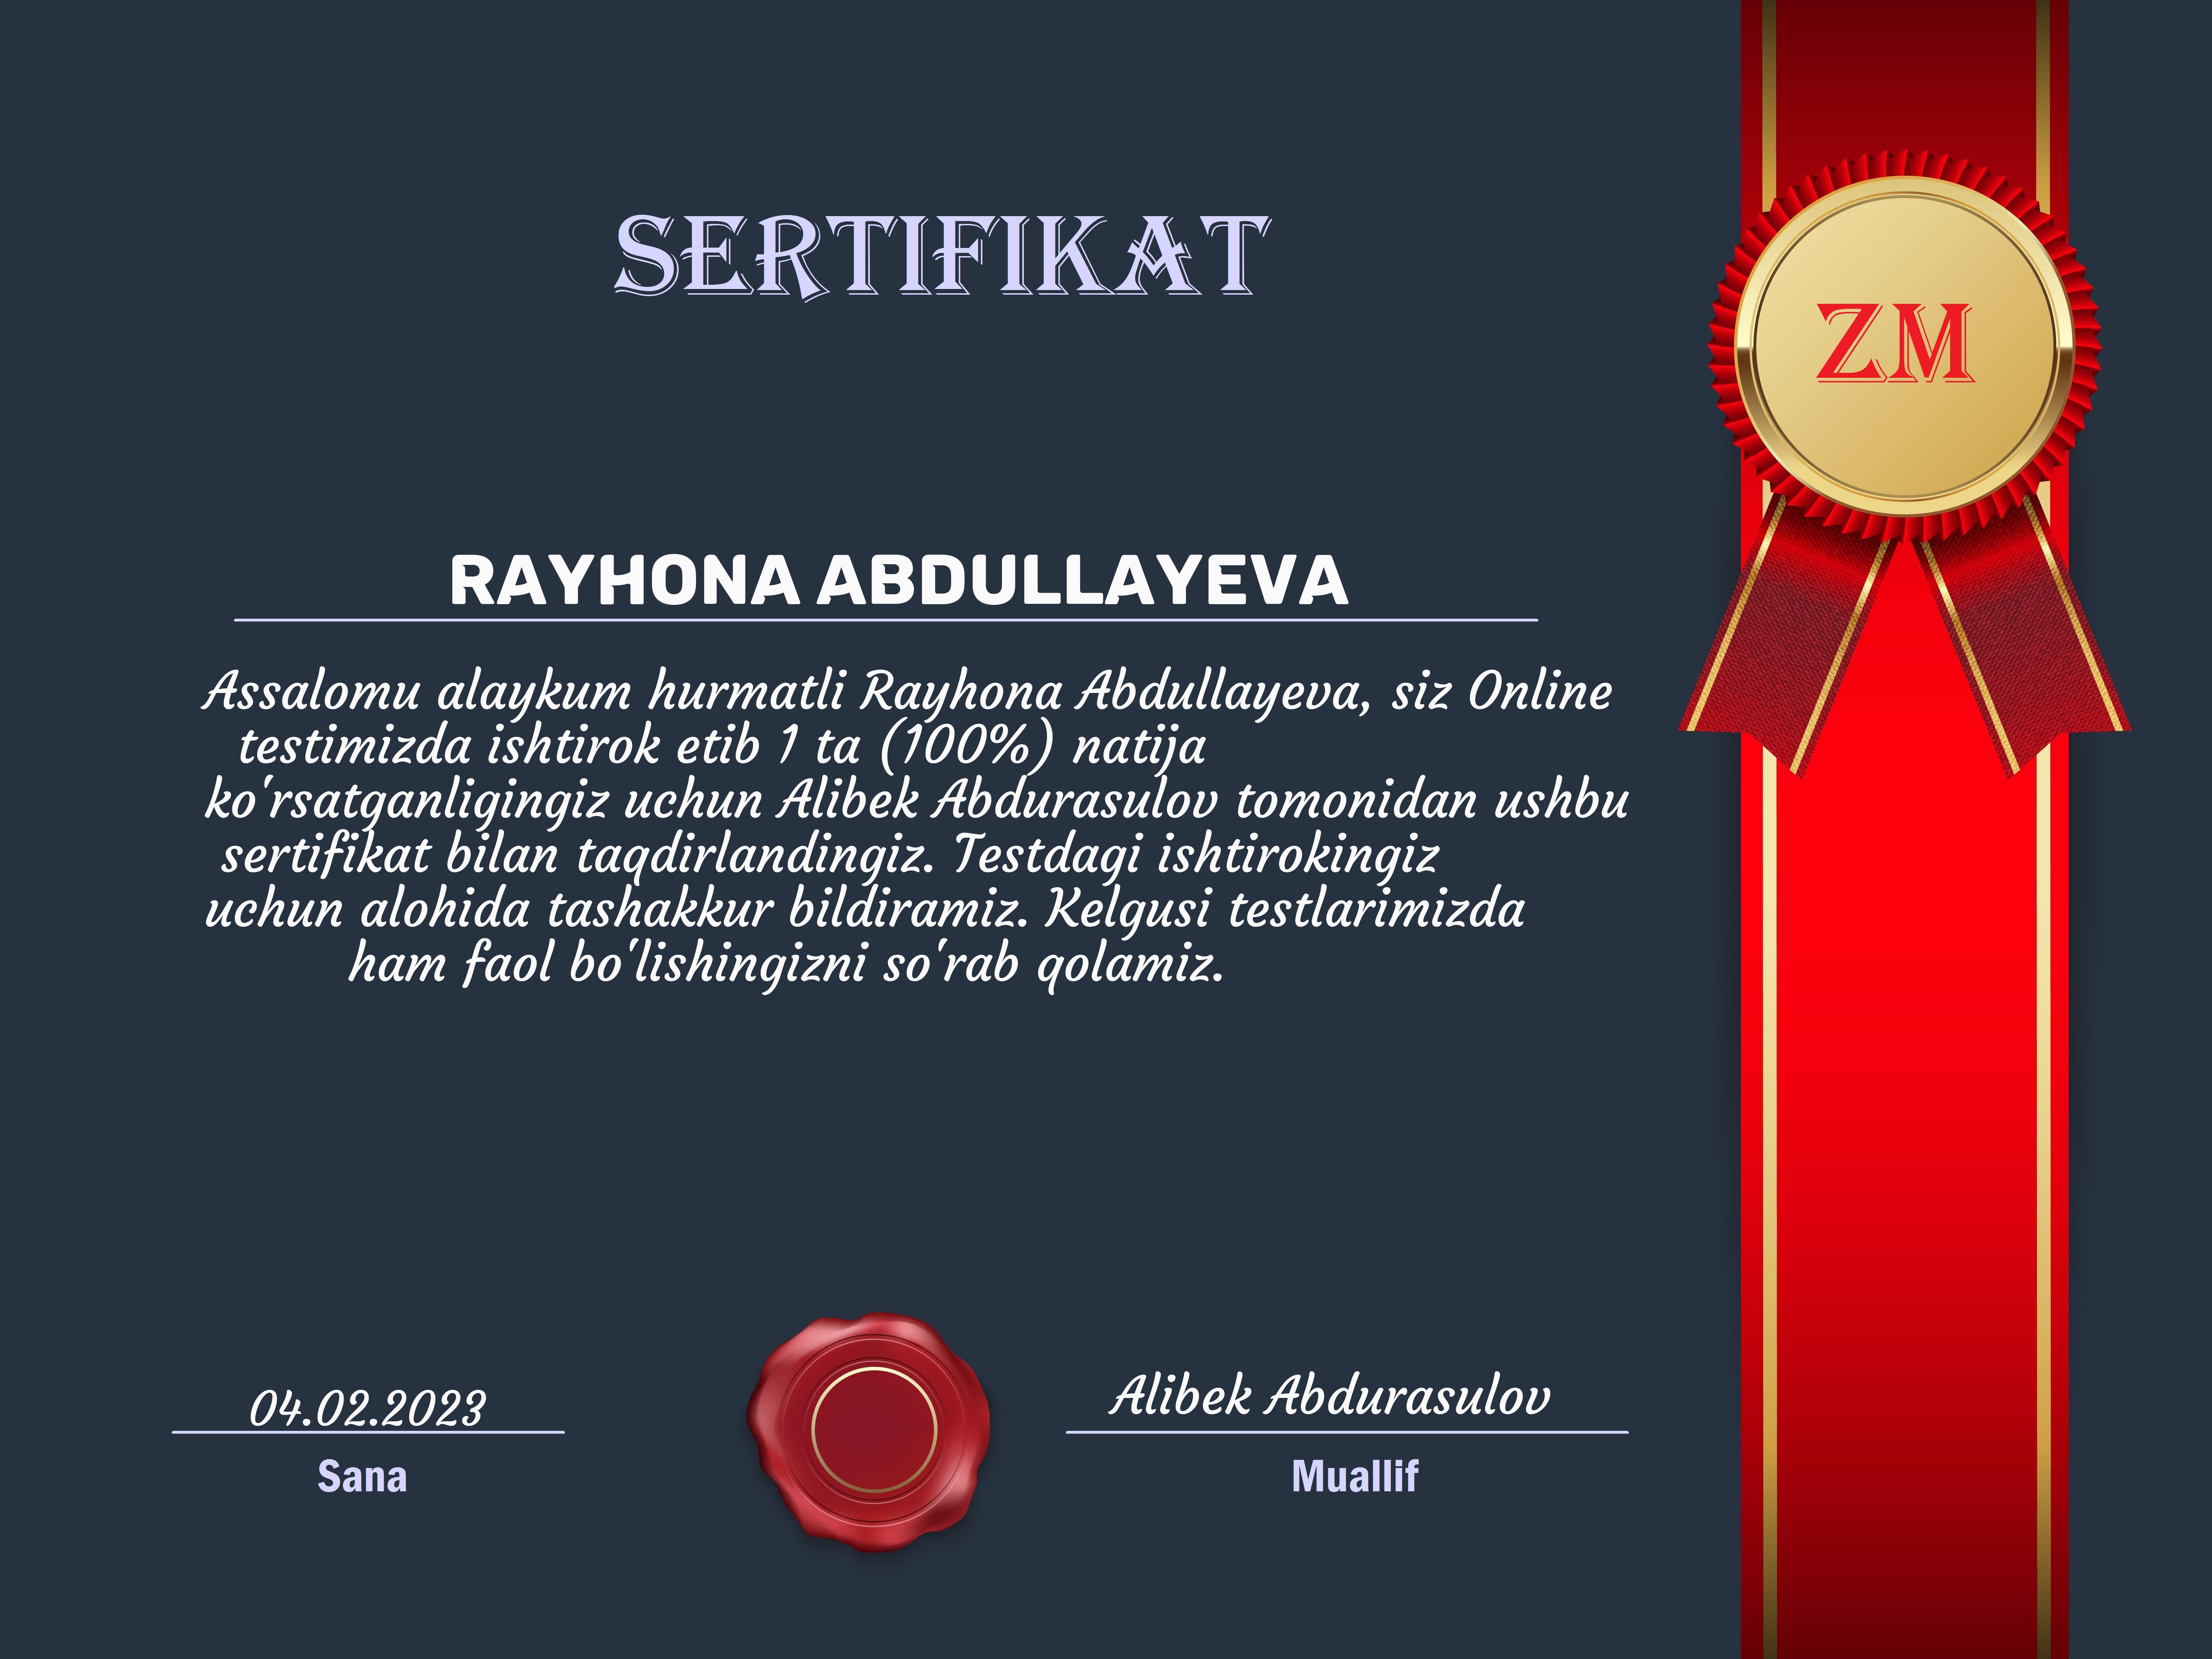 SERTIFIKAT
ZM
RAYHONA ABDULLAYEVA
Assalomu alaykum hurmatli Rayhona Abdullayeva, siz Online
testimizda ishtirok etib 1 ta (100%) natija
ko'rsatganligingiz uchun Alibek Abdurasulov tomonidan ushbu
sertifikat bilan taqdirlandingiz. Testdagi ishtirokingiz
uchun alohida tashakkur bildiramiz. Kelgusi testlarimizda
ham faol bo'lishingizni so'rab qolamiz.
04.02.2023
Sana
Alibek Abdurasulov
Muallif